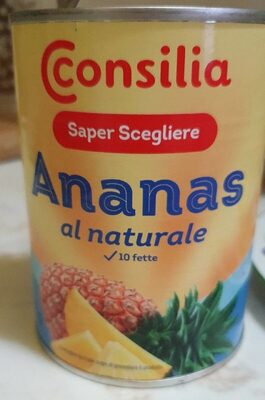 Consilia
Saper Scegliere
Ananas
al naturale
✓10 fette